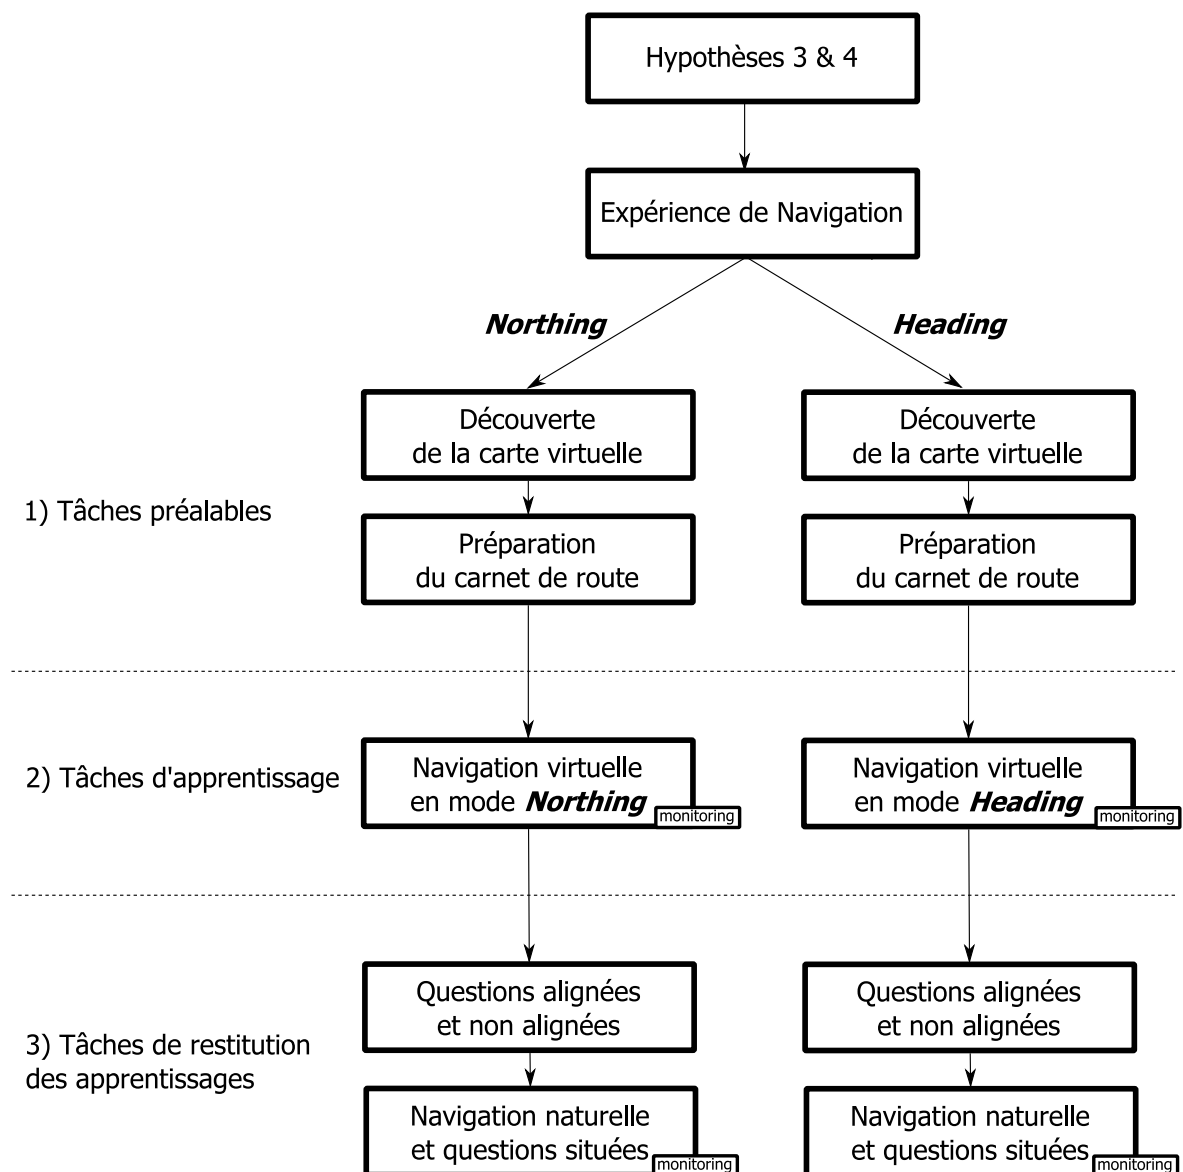 Hypothèses 3 & 4
Expérience de Navigation
Northing
Heading
Découverte
de la carte virtuelle
Découverte
de la carte virtuelle
1) Tâches préalables
Préparation
du carnet de route
Préparation
du carnet de route
2) Tâches d'apprentissage
Navigation virtuelle
en mode Northing
monitoring
Navigation virtuelle
en mode Heading
monitoring
3) Tâches de restitution
des apprentissages
Questions alignées
et non alignées
Questions alignées
et non alignées
Navigation naturelle
et questions situées
monitoring
Navigation naturelle
et questions situées
monitoring